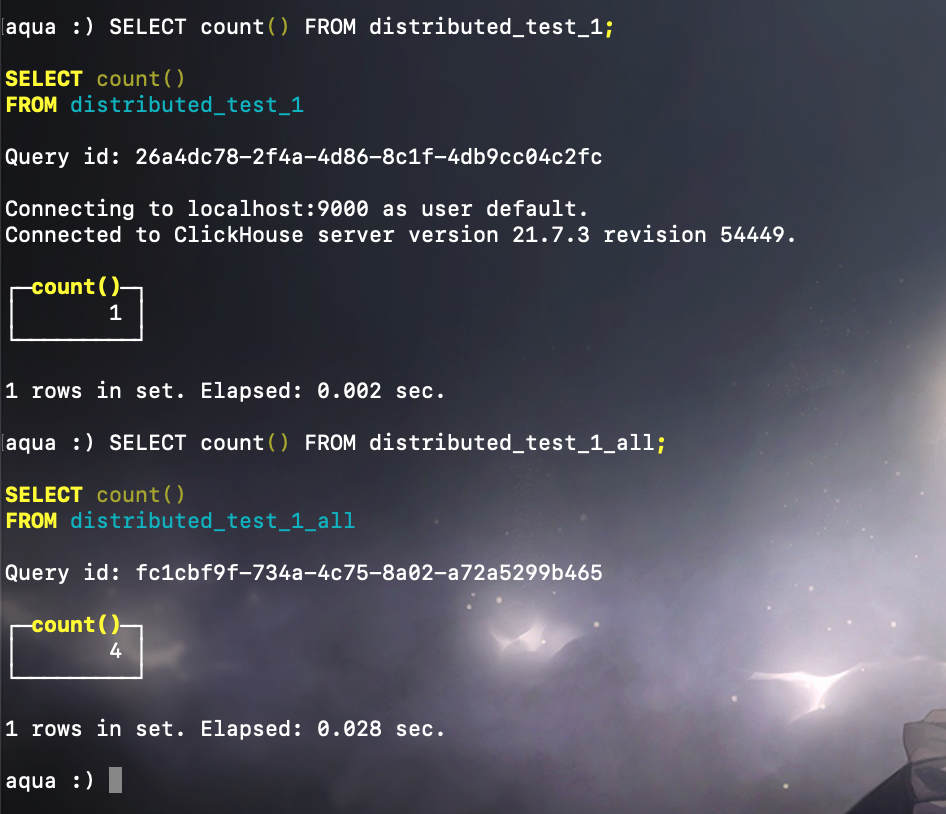 aqua :) SELECT count() FROM distributed_test_1;
SELECT count()
FROM distributed_test_1
Query id: 26a4dc78-2f4a-4d86-8c1f-4db9cc04c2fc
Connecting to localhost:9000 as user default.
Connected to ClickHouse server version 21.7.3 revision 54449.
count()
1
1 rows in set. Elapsed: 0.002 sec.
aqua :) SELECT count() FROM distributed_test_1_all;
SELECT count()
FROM distributed_test_1_all
Query id: fc1cbf9f-734a-4c75-8a02-a72a5299b465
count()
4
1 rows in set. Elapsed: 0.028 sec.
aqua :)